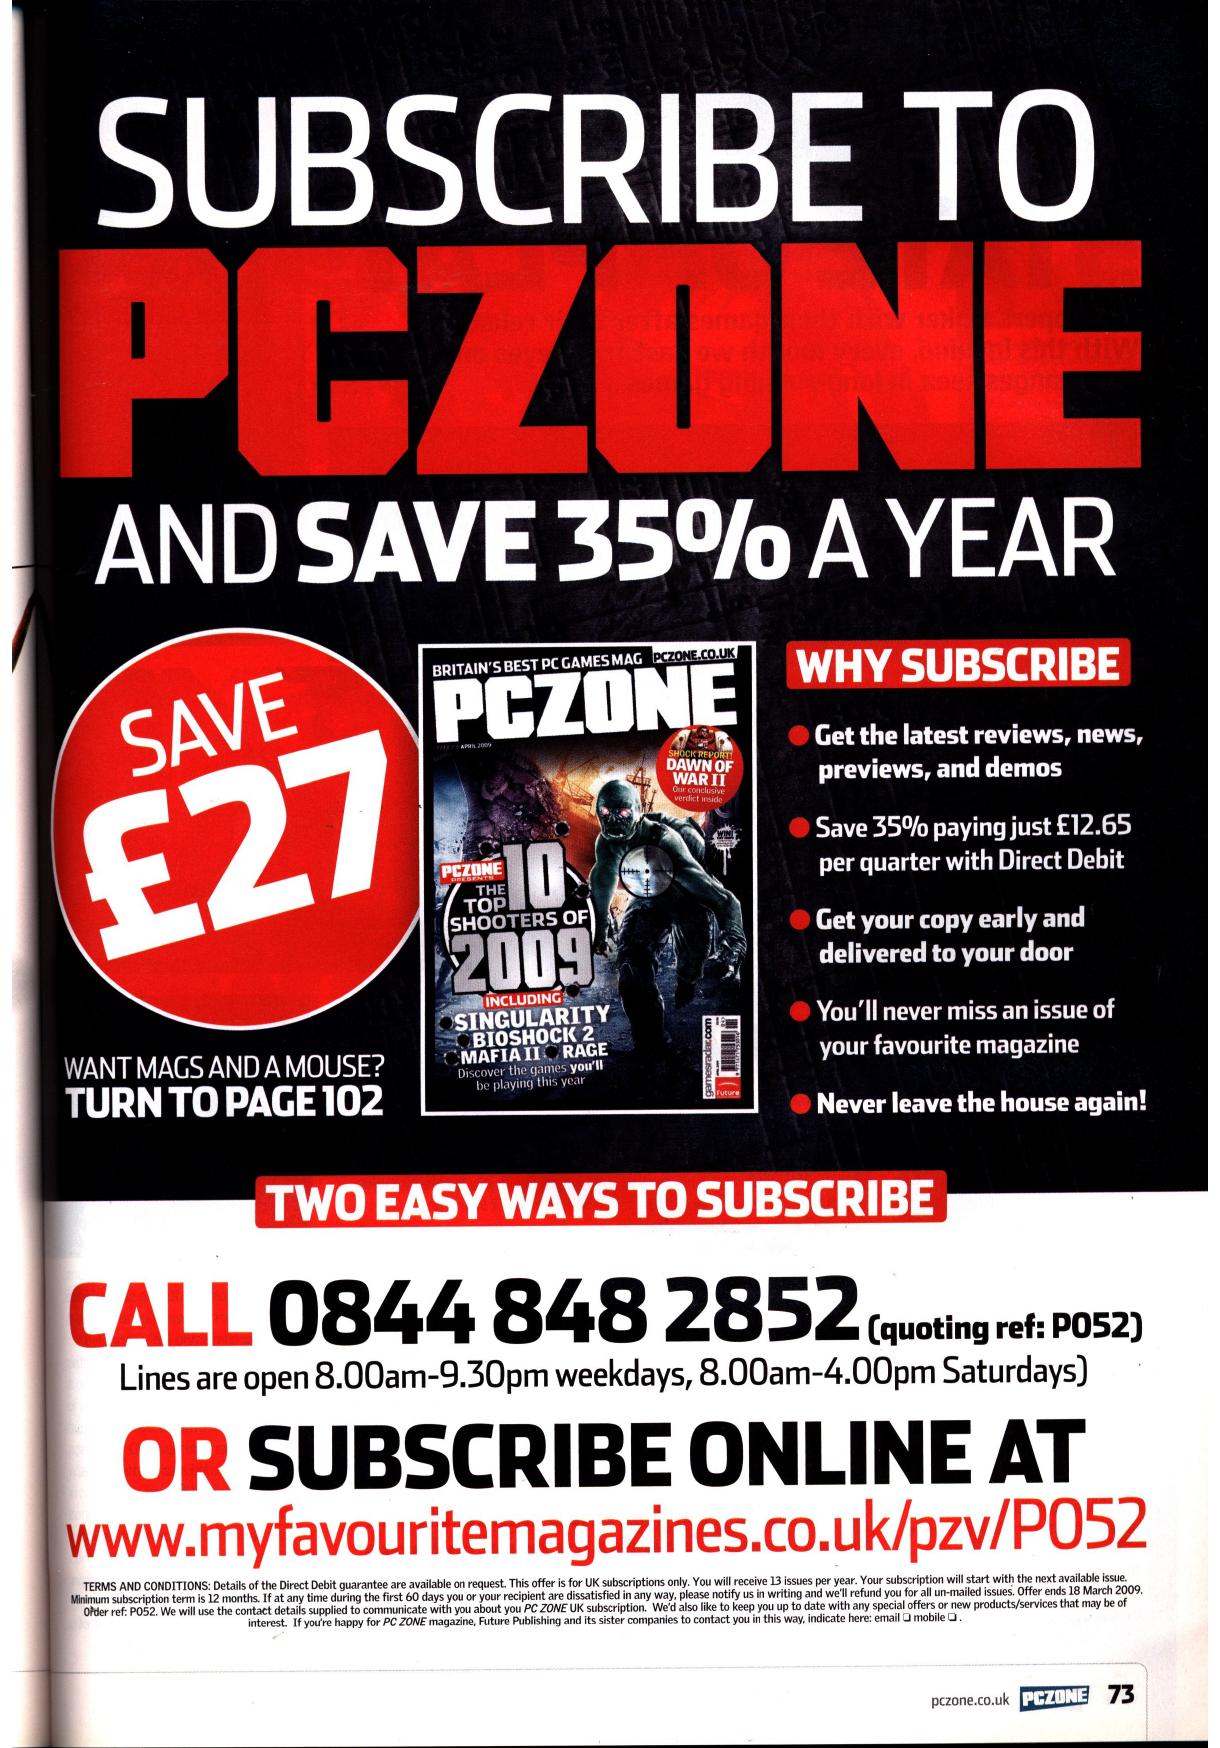 SUBSCRIBE TO
PCZONE
AND SAVE 35% A YEAR
SAVE
£27
WANT MAGS AND A MOUSE?
TURN TO PAGE 102
BRITAIN'S BEST PC GAMES MAG PCZONE.CO.UK
PCZONE
APRIL 2009
SHOCK REPORT!
DAWN OF
WAR II
Our conclusive
verdict inside
WIN!
PCZONE
PRESENTS
THE
TOP 10
SHOOTERS OF
2009
INCLUDING
SINGULARITY
BIOSHOCK 2
MAFIA II RAGE
Discover the games you'll
be playing this year
gamesradar.com
Future
WHY SUBSCRIBE
Get the latest reviews, news,
previews, and demos
Save 35% paying just £12.65
per quarter with Direct Debit
Get your copy early and
delivered to your door
You'll never miss an issue of
your favourite magazine
Never leave the house again!
TWO EASY WAYS TO SUBSCRIBE
CALL 0844 848 2852 (quoting ref: P052)
Lines are open 8.00am-9.30pm weekdays, 8.00am-4.00pm Saturdays)
OR SUBSCRIBE ONLINE AT
www.myfavouritemagazines.co.uk/pzv/P052
TERMS AND CONDITIONS: Details of the Direct Debit guarantee are available on request. This offer is for UK subscriptions only. You will receive 13 issues per year. Your subscription will start with the next available issue.
Minimum subscription term is 12 months. If at any time during the first 60 days you or your recipient are dissatisfied in any way, please notify us in writing and we'll refund you for all un-mailed issues. Offer ends 18 March 2009.
Order ref: P052. We will use the contact details supplied to communicate with you about you PC ZONE UK subscription. We'd also like to keep you up to date with any special offers or new products/services that may be of
interest. If you're happy for PC ZONE magazine, Future Publishing and its sister companies to contact you in this way, indicate here: email ❏ mobile ❏ .
pczone.co.uk PCZONE 73